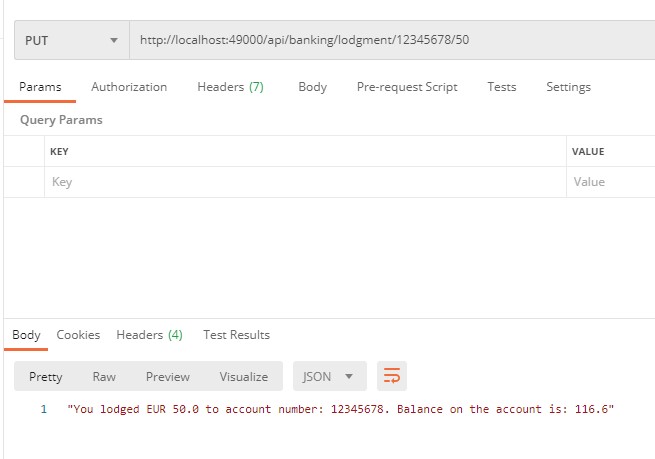 PUT http://localhost:49000/api/banking/lodgment/12345678/50
Params Authorization Headers (7) Body Pre-request Script Tests Settings
Query Params
KEY VALUE
Key Value
Body Cookies Headers (4) Test Results
Pretty Raw Preview Visualize JSON
1 "You lodged EUR 50.0 to account number: 12345678. Balance on the account is: 116.6"